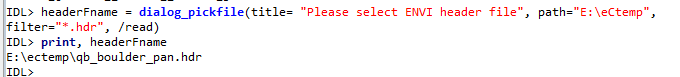 IDL> headerFname = dialog_pickfile(title= "Please select ENVI header file", path="E:\eCtemp",
filter="*.hdr", /read)
IDL> print, headerFname
E:\ectemp\qb_boulder_pan.hdr
IDL>